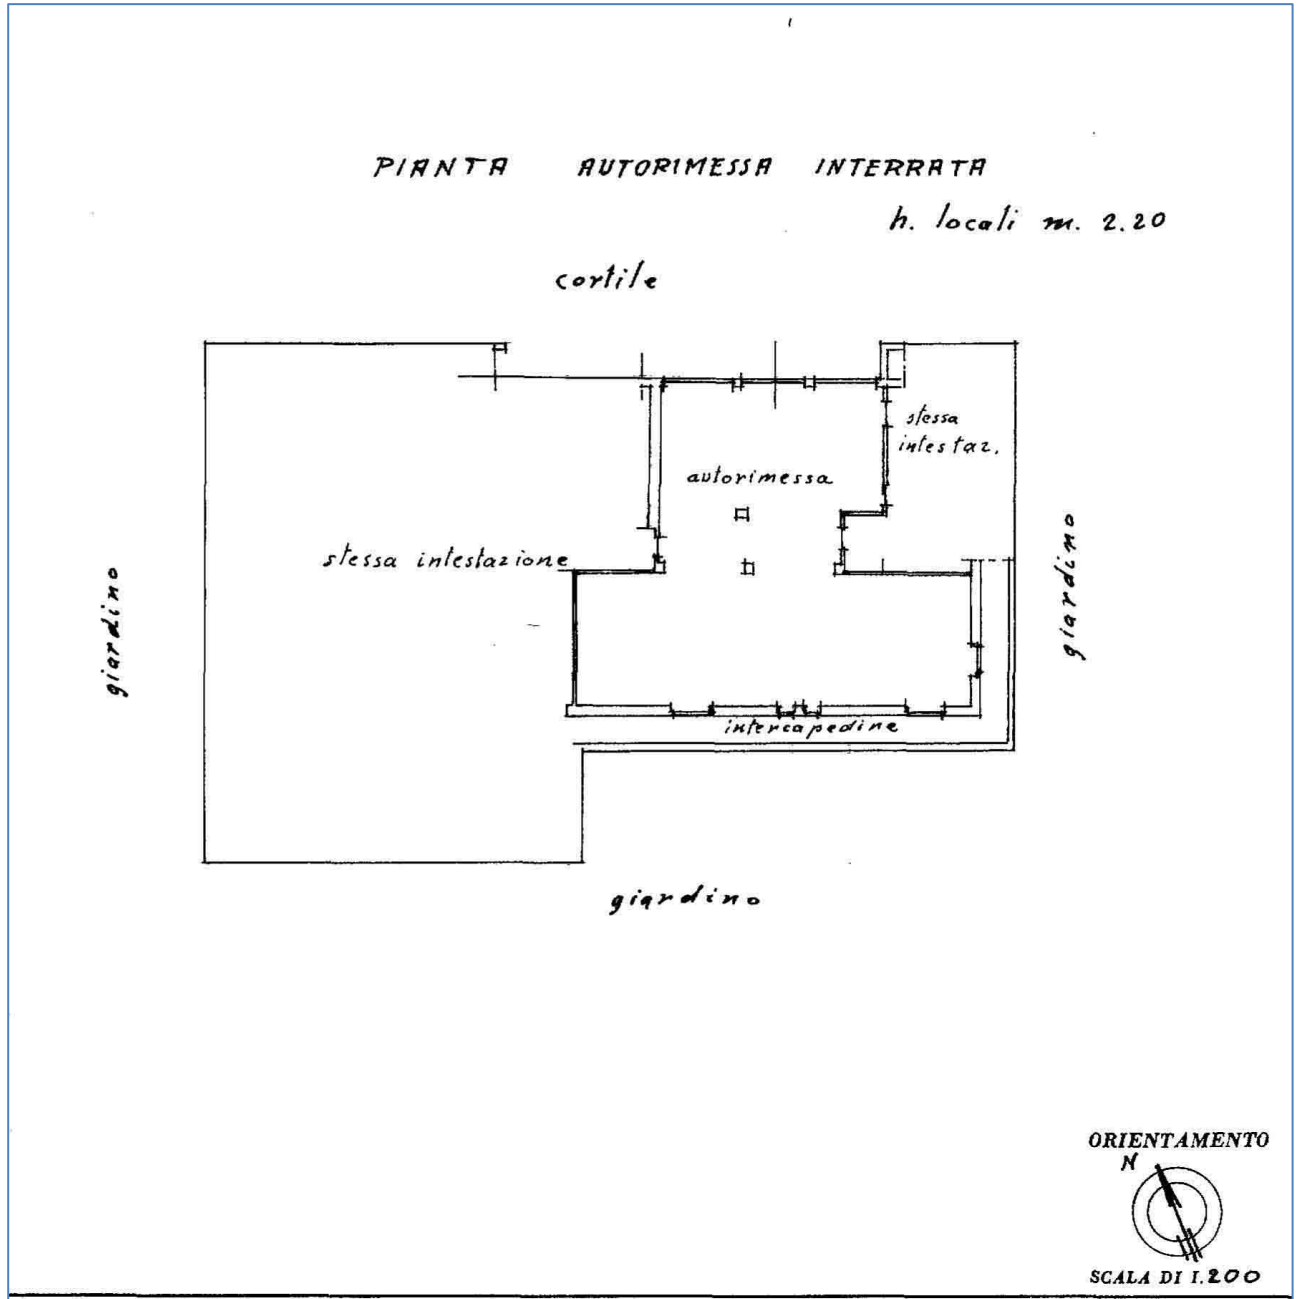 PIANTA AUTORIMESSA INTERRATA
h. locali m. 2.20
cortile
stessa
intestaz.
autorimessa
stessa intestazione
giardino
giardino
intercapedine
giardino
ORIENTAMENTO
N
SCALA DI 1.200